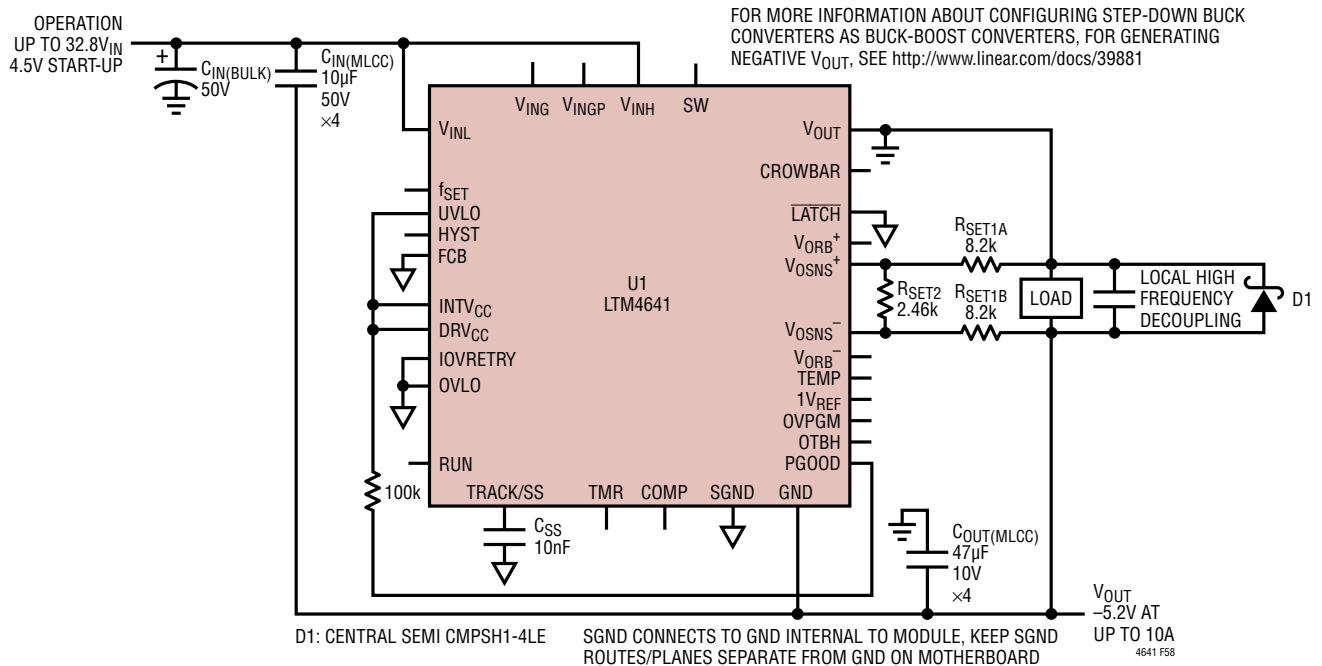 FOR MORE INFORMATION ABOUT CONFIGURING STEP-DOWN BUCK
CONVERTERS AS BUCK-BOOST CONVERTERS, FOR GENERATING
NEGATIVE VOUT, SEE http://www.linear.com/docs/39881
OPERATION
UP TO 32.8VIN
4.5V START-UP
+
CIN(BULK)
50V
CIN(MLCC)
10µF
50V
×4
VING
VINGP
VINH
SW
VINL
fSET
UVLO
HYST
FCB
INTVCC
DRVCC
IOVRETRY
OVLO
RUN
100k
U1
LTM4641
VOUT
CROWBAR
LATCH
VORB+
VOSNS+
VOSNS–
VORB–
TEMP
1VREF
OVPGM
OTBH
PGOOD
TRACK/SS
TMR
COMP
SGND
GND
CSS
10nF
RSET1A
8.2k
RSET2
2.46k
RSET1B
8.2k
LOAD
LOCAL HIGH
FREQUENCY
DECOUPLING
D1
COUT(MLCC)
47µF
10V
×4
VOUT
–5.2V AT
UP TO 10A
4641 F58
D1: CENTRAL SEMI CMPSH1-4LE
SGND CONNECTS TO GND INTERNAL TO MODULE, KEEP SGND
ROUTES/PLANES SEPARATE FROM GND ON MOTHERBOARD